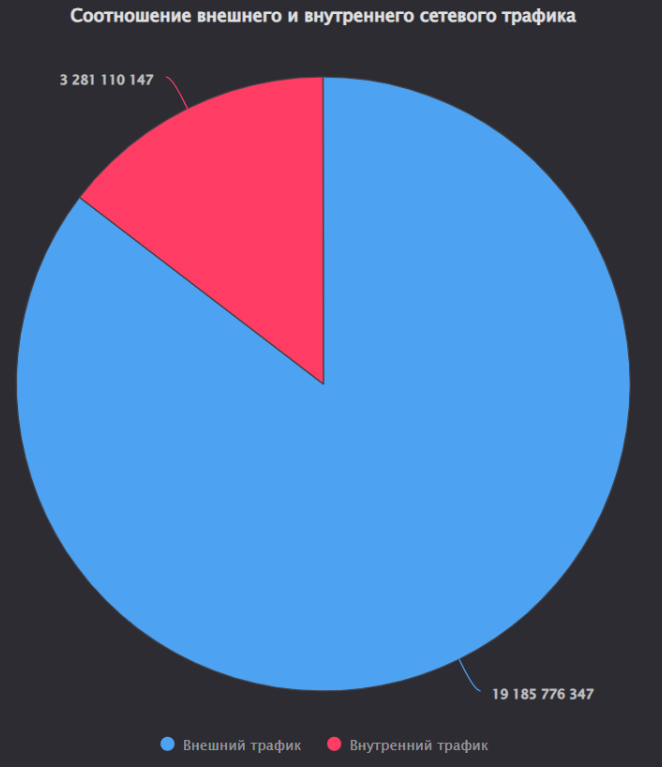 Соотношение внешнего и внутреннего сетевого трафика
3 281 110 147
19 185 776 347
Внешний трафик
Внутренний трафик